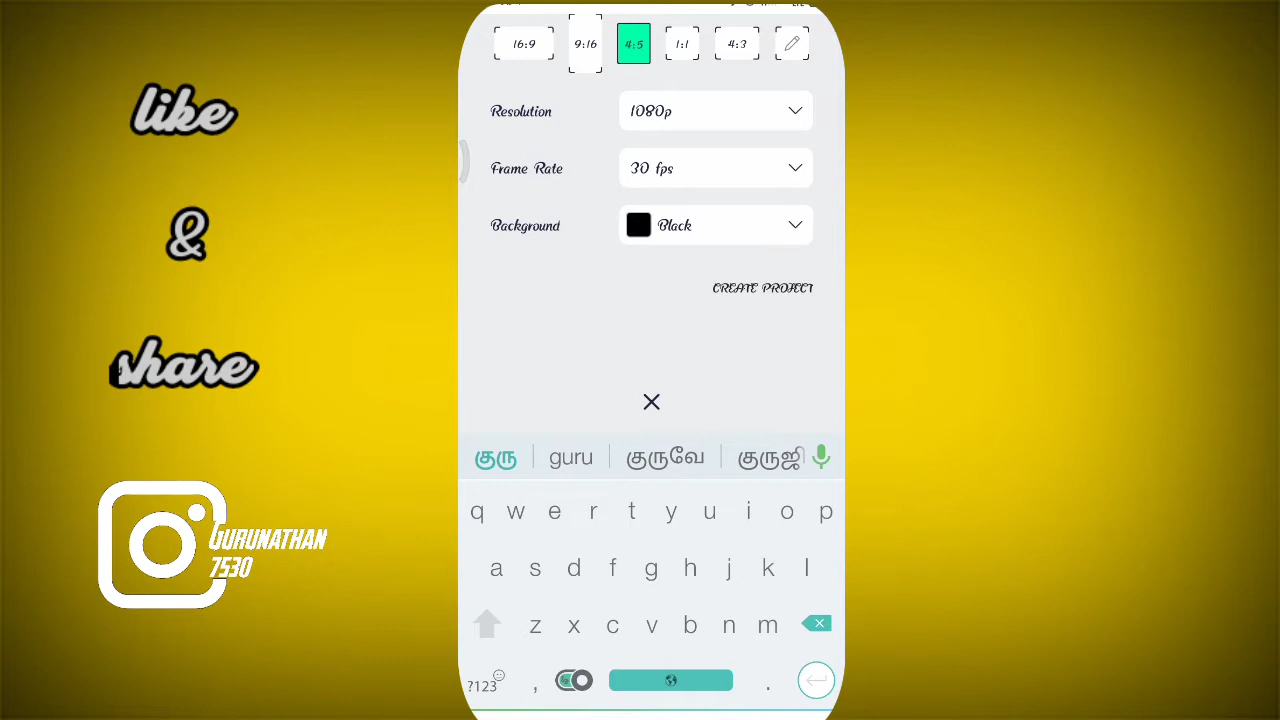 like
&
share
GURUNATHAN
7530
16:9 9:16 4:5 1:1 4:3
Resolution 1080p
Frame Rate 30 fps
Background Black
CREATE PROJECT
குரு guru குருவே குருஜி
q w e r t y u i o p
a s d f g h j k l
z x c v b n m
?123 , .